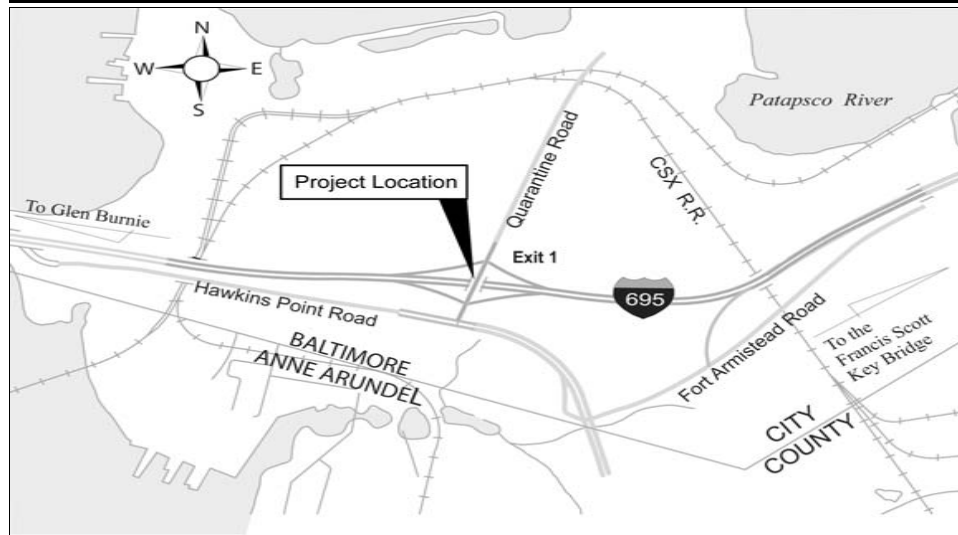 N
W
E
S
Patapsco River
Quarantine Road
CSX R.R.
Project Location
To Glen Burnie
Exit 1
695
Hawkins Point Road
Fort Armistead Road
To the
Francis Scott
Key Bridge
BALTIMORE
ANNE ARUNDEL
CITY
COUNTY